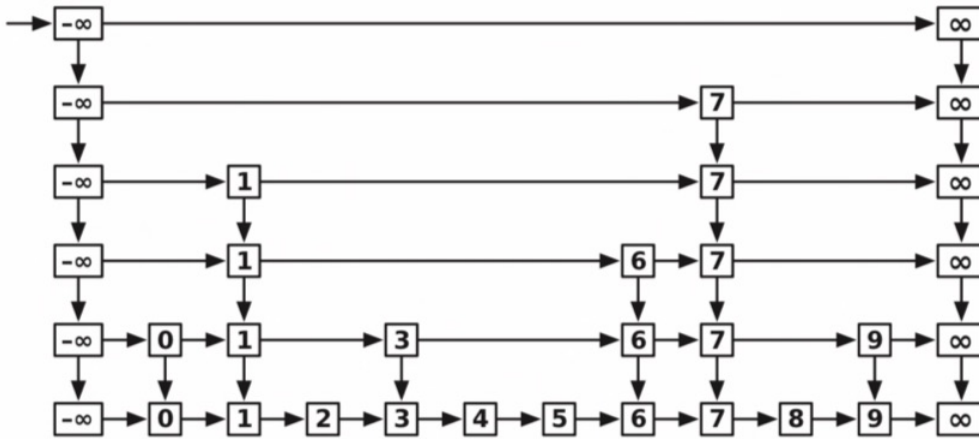 -∞ ∞
-∞ 7 ∞
-∞ 1 7 ∞
-∞ 1 6 7 ∞
-∞ 0 1 3 6 7 9 ∞
-∞ 0 1 2 3 4 5 6 7 8 9 ∞